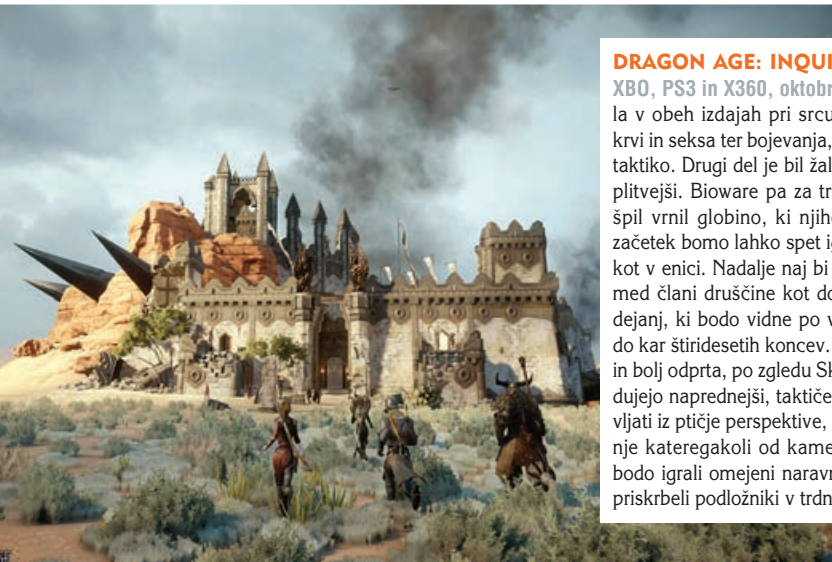 DRAGON AGE: INQUI
XBO, PS3 in X360, oktobr
la v obeh izdajah pri srcu
krvi in seksa ter bojevanja,
taktiko. Drugi del je bil žal
plitvejši. Bioware pa za tr
špil vrnil globino, ki njih
začetek bomo lahko spet ig
kot v enici. Nadalje naj bi
med člani druščine kot do
dejanj, ki bodo vidne po v
do kar štiridesetih koncev.
in bolj odprta, po zgledu Sk
dujejo naprednejši, taktiče
vljati iz ptičje perspektive,
nje kateregakoli od kame
bodo igrali omejeni naravn
priskrbeli podložniki v trdn